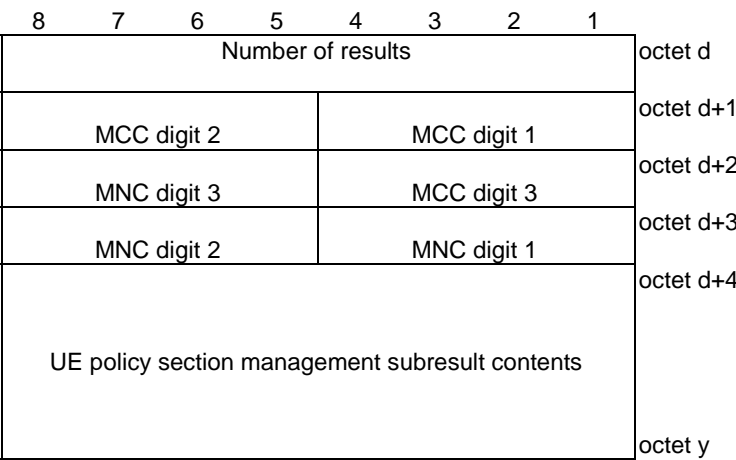 8 7 6 5 4 3 2 1
Number of results octet d
octet d+1
MCC digit 2 MCC digit 1
octet d+2
MNC digit 3 MCC digit 3
octet d+3
MNC digit 2 MNC digit 1
octet d+4
UE policy section management subresult contents
octet y